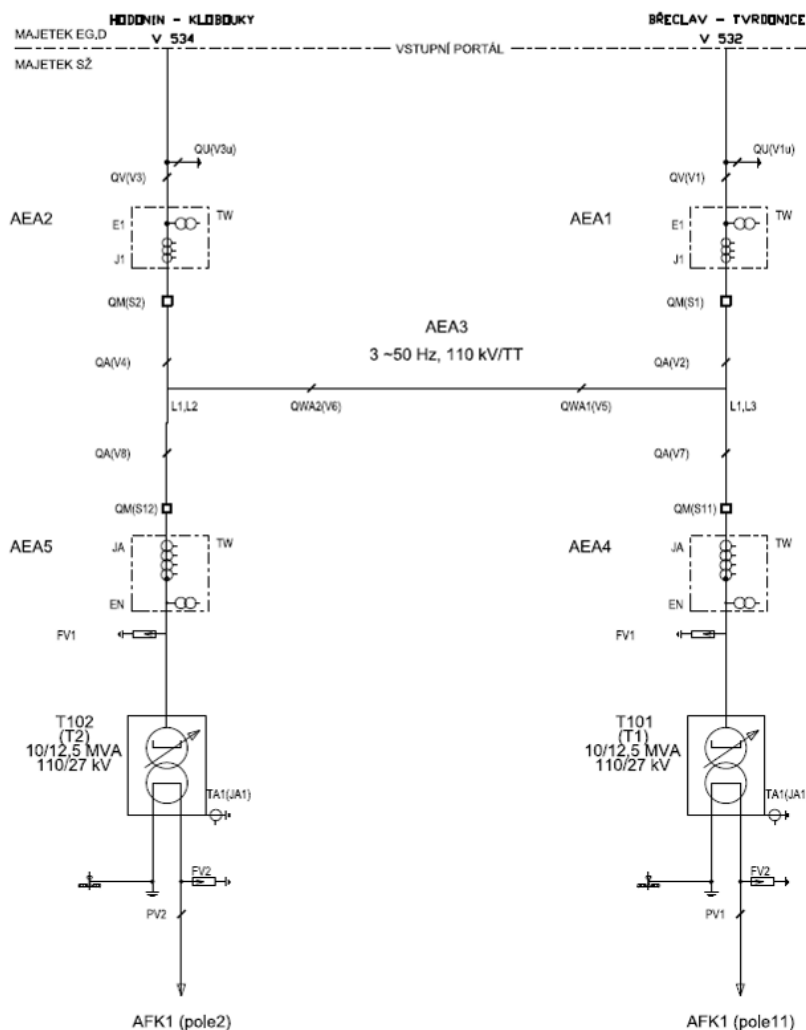 HODONIN - KLOBOUKY
V 534
BŘECLAV - TVRDONICE
V 532
MAJETEK EG,D
VSTUPNÍ PORTÁL
MAJETEK SŽ
QU(V3u)
QV(V3)
AEA2
E1
TW
J1
QM(S2)
QA(V4)
QU(V1u)
QV(V1)
AEA1
E1
TW
J1
QM(S1)
QA(V2)
AEA3
3 ~50 Hz, 110 kV/TT
L1,L2
QWA2(V6)
QWA1(V5)
L1,L3
QA(V8)
QM(S12)
AEA5
JA
TW
EN
FV1
QA(V7)
QM(S11)
AEA4
JA
TW
EN
FV1
T102
(T2)
10/12,5 MVA
110/27 kV
TA1(JA1)
FV2
PV2
AFK1 (pole2)
T101
(T1)
10/12,5 MVA
110/27 kV
TA1(JA1
FV2
PV1
AFK1 (pole11)